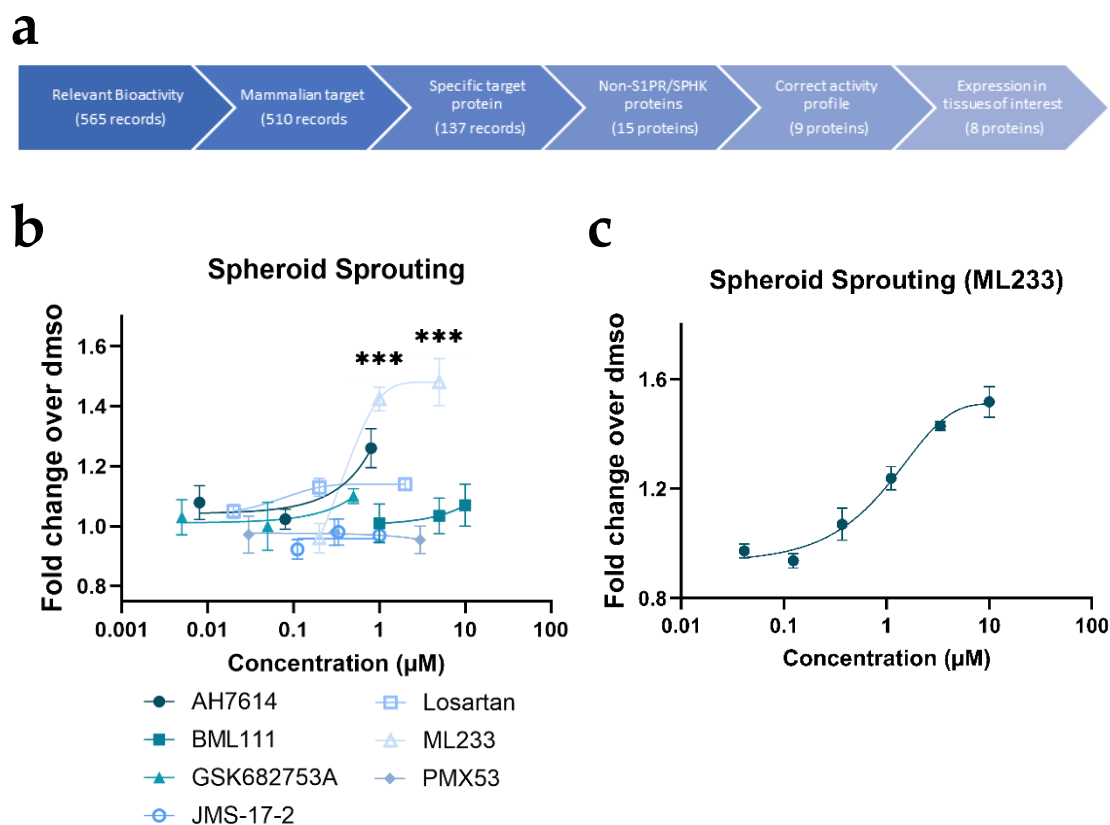 a
Relevant Bioactivity
(565 records)
Mammalian target
(510 records
Specific target
protein
(137 records)
Non-S1PR/SPHK
proteins
(15 proteins)
Correct activity
profile
(9 proteins)
Expression in
tissues of interest
(8 proteins)
b
Spheroid Sprouting
Fold change over dmso
1.6
1.4
1.2
1.0
0.8
***
***
0.001
0.01
0.1
1
10
100
Concentration (µM)
AH7614
BML111
GSK682753A
JMS-17-2
Losartan
ML233
PMX53
c
Spheroid Sprouting (ML233)
Fold change over dmso
1.6
1.2
0.8
0.01
0.1
1
10
100
Concentration (µM)